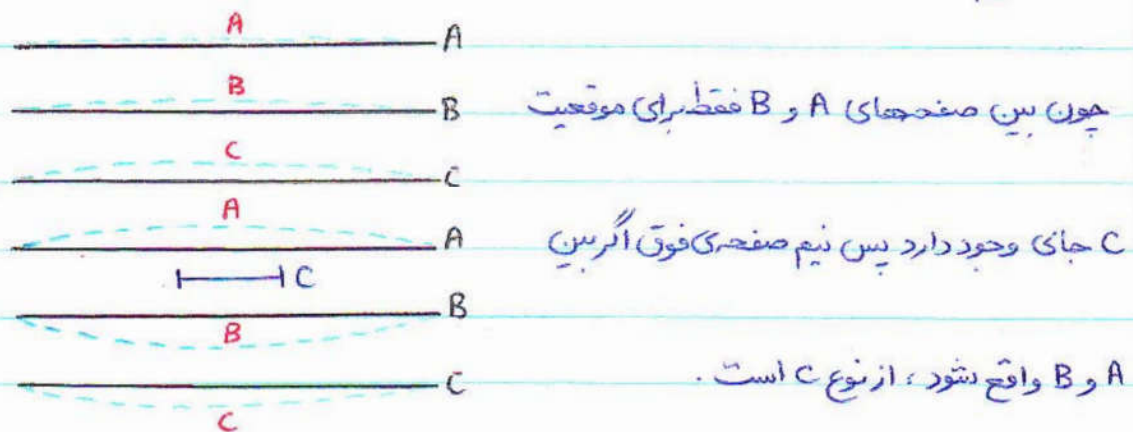 A A
B B
چون بین صفحه‌های A و B فقط برای موقعیت
C C
A A
C جای وجود دارد پس نیم صفحه‌ی فوق اگر بین
C
B
B
A و B واقع شود ، از نوع C است .
C
C